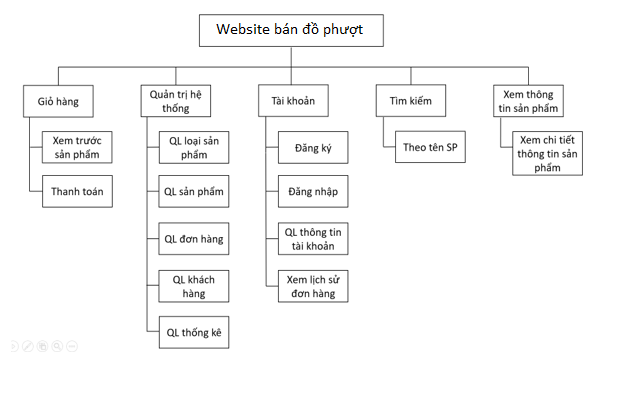 Website bán đồ phượt
Giỏ hàng
Quản trị hệ
thống
Tài khoản
Tìm kiếm
Xem thông
tin sản phẩm
Xem trước
sản phẩm
Thanh toán
QL loại sản
phẩm
QL sản phẩm
QL đơn hàng
QL khách
hàng
QL thống kê
Đăng ký
Đăng nhập
QL thông tin
tài khoản
Xem lịch sử
đơn hàng
Theo tên SP
Xem chi tiết
thông tin sản
phẩm